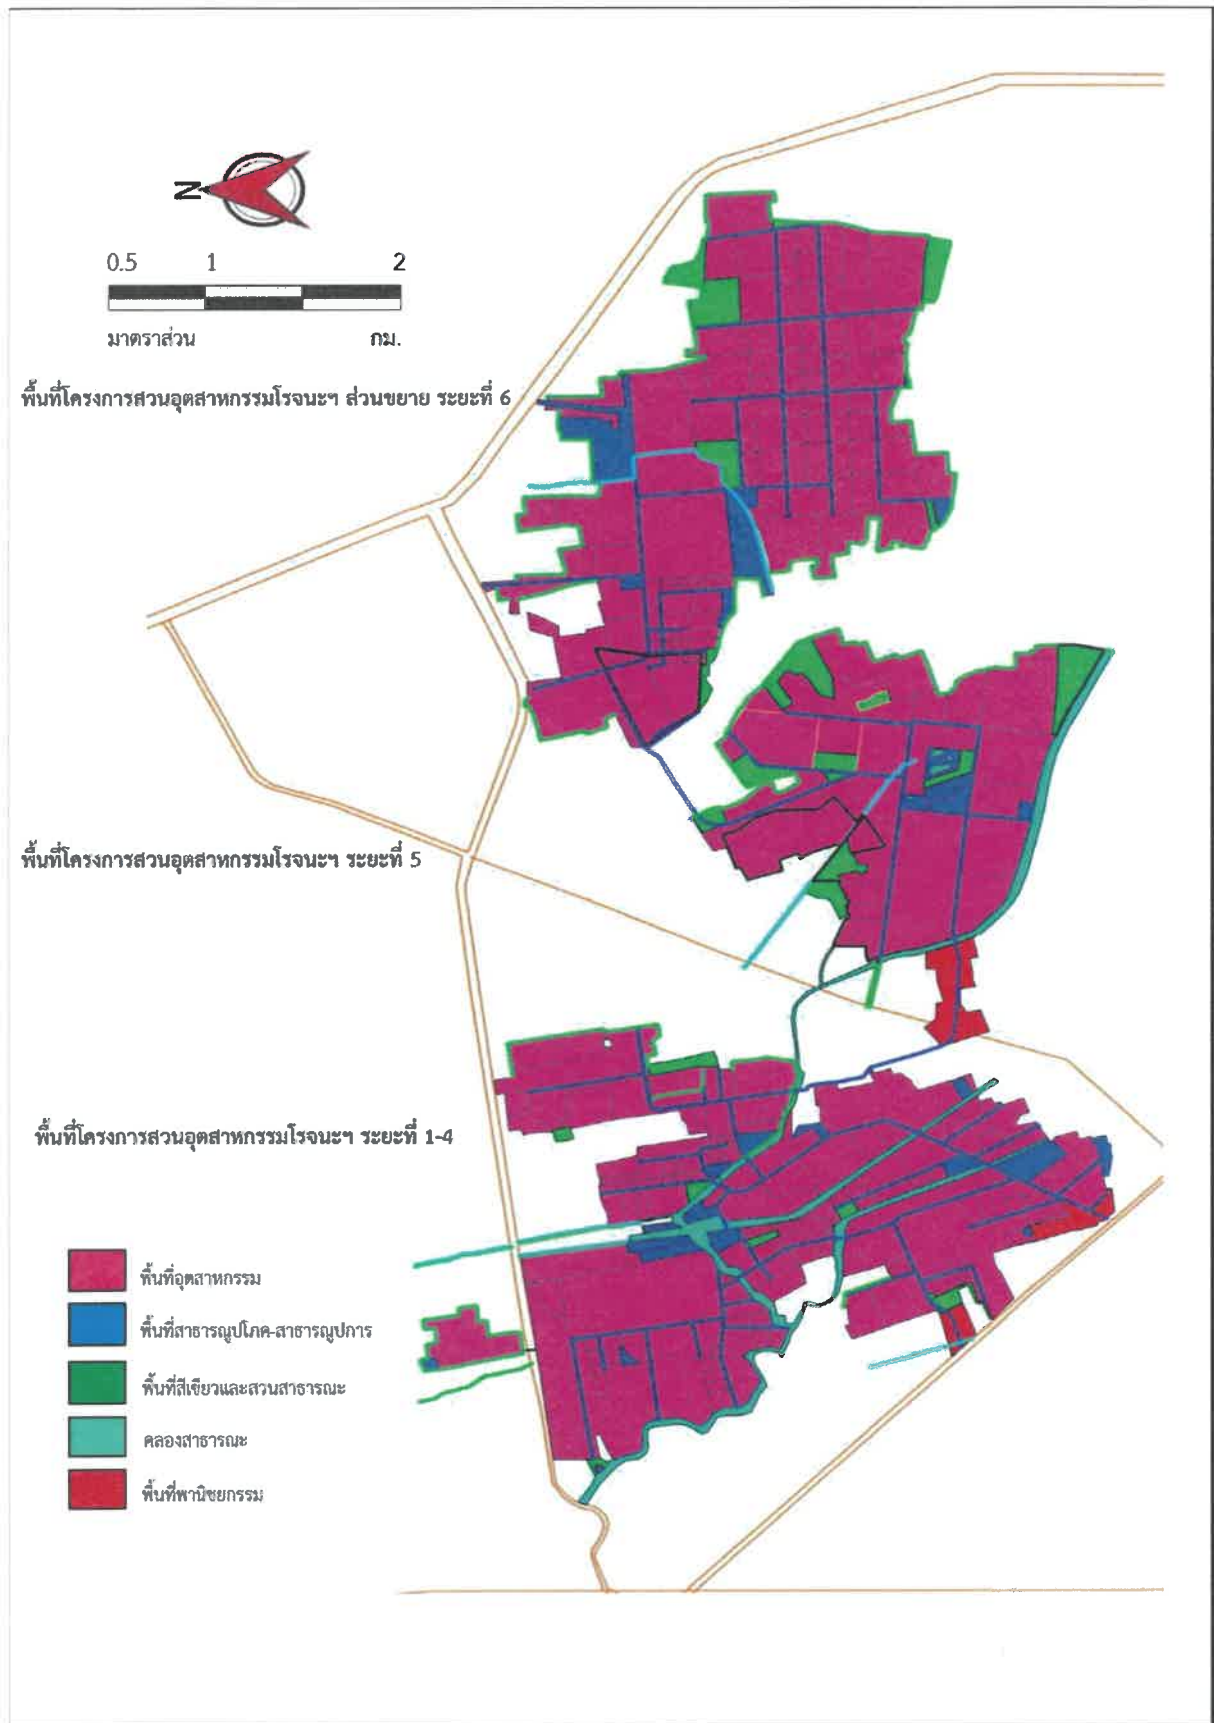 N
0.5 1 2
มาตราส่วน กม.
พื้นที่โครงการสวนอุตสาหกรรมโรจนะฯ ส่วนขยาย ระยะที่ 6
พื้นที่โครงการสวนอุตสาหกรรมโรจนะฯ ระยะที่ 5
พื้นที่โครงการสวนอุตสาหกรรมโรจนะฯ ระยะที่ 1-4
พื้นที่อุตสาหกรรม
พื้นที่สาธารณูปโภค-สาธารณูปการ
พื้นที่สีเขียวและสวนสาธารณะ
คลองสาธารณะ
พื้นที่พานิชยกรรม